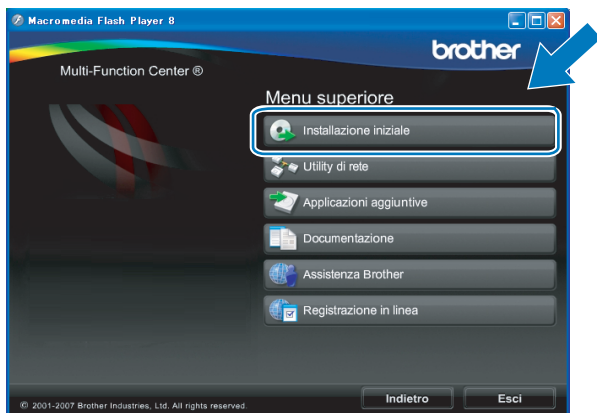 Macromedia Flash Player 8
brother
Multi-Function Center ®
Menu superiore
Installazione iniziale
Utility di rete
Applicazioni aggiuntive
Documentazione
Assistenza Brother
Registrazione in linea
Indietro
Esci
© 2001-2007 Brother Industries, Ltd. All rights reserved.